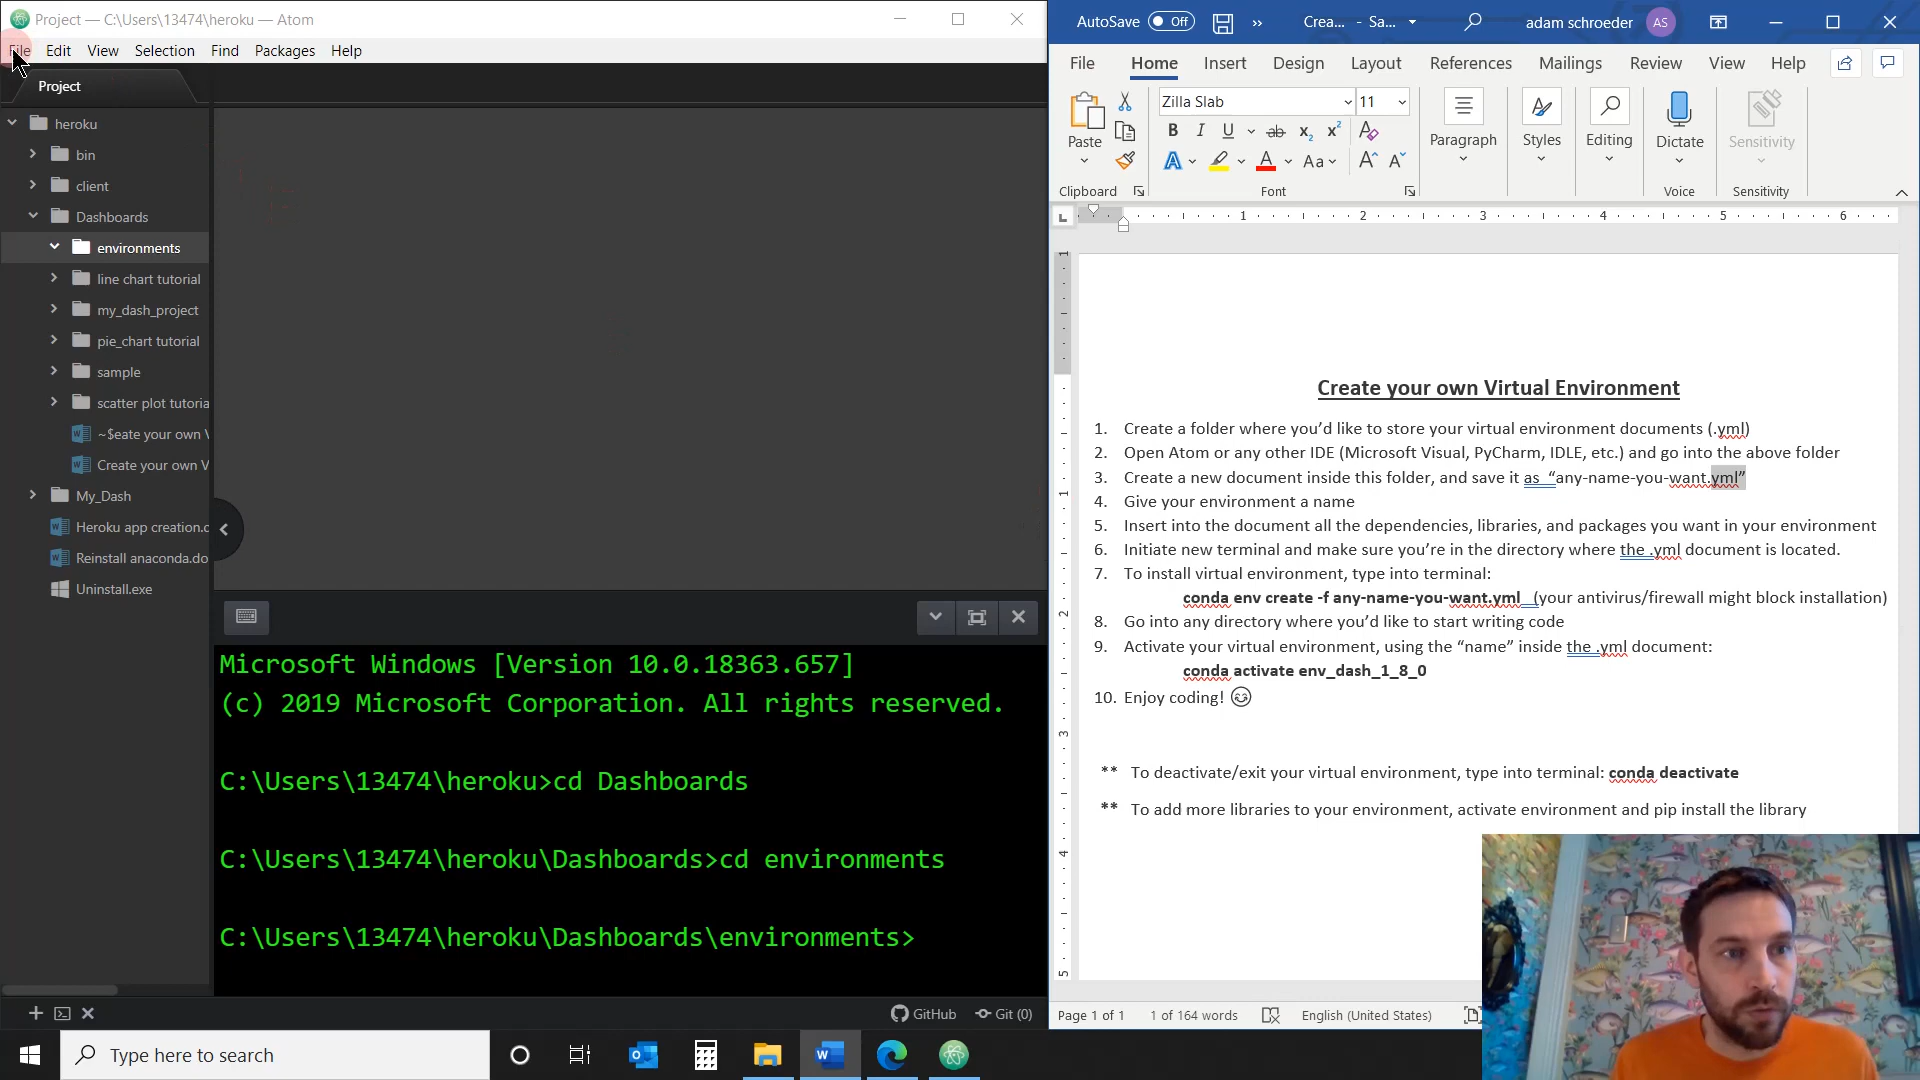 Project — C:\Users\13474\heroku — Atom
File Edit View Selection Find Packages Help
Project
heroku
bin
client
Dashboards
environments
line chart tutorial
my_dash_project
pie_chart tutorial
sample
scatter plot tutoria
~$eate your own V
Create your own V
My_Dash
Heroku app creation.c
Reinstall anaconda.do
Uninstall.exe
Microsoft Windows [Version 10.0.18363.657]
(c) 2019 Microsoft Corporation. All rights reserved.
C:\Users\13474\heroku>cd Dashboards
C:\Users\13474\heroku\Dashboards>cd environments
C:\Users\13474\heroku\Dashboards\environments>
GitHub Git (0)
Type here to search
AutoSave Off Crea... - Sa... adam schroeder AS
File Home Insert Design Layout References Mailings Review View Help
Zilla Slab 11
Paste Paragraph Styles Editing Dictate Sensitivity
Clipboard Font Voice Sensitivity
1 2 3 4 5 6
Create your own Virtual Environment
1. Create a folder where you’d like to store your virtual environment documents (.yml)
2. Open Atom or any other IDE (Microsoft Visual, PyCharm, IDLE, etc.) and go into the above folder
3. Create a new document inside this folder, and save it as “any-name-you-want.yml”
4. Give your environment a name
5. Insert into the document all the dependencies, libraries, and packages you want in your environment
6. Initiate new terminal and make sure you’re in the directory where the .yml document is located.
7. To install virtual environment, type into terminal:
conda env create -f any-name-you-want.yml (your antivirus/firewall might block installation)
8. Go into any directory where you’d like to start writing code
9. Activate your virtual environment, using the “name” inside the .yml document:
conda activate env_dash_1_8_0
10. Enjoy coding! 😊
** To deactivate/exit your virtual environment, type into terminal: conda deactivate
** To add more libraries to your environment, activate environment and pip install the library
Page 1 of 1 1 of 164 words English (United States)